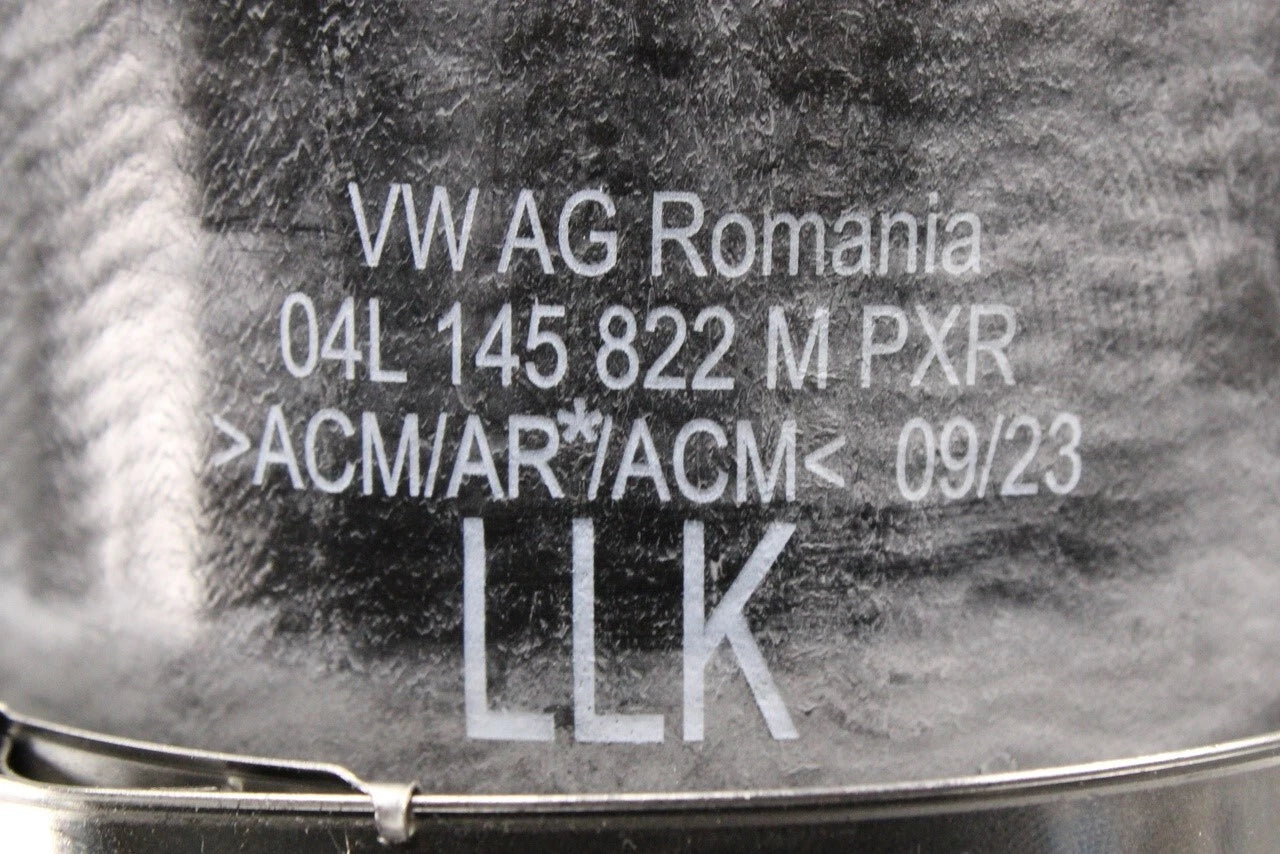 VW AG Romania
04L 145 822 M PXR
>ACM/AR*/ACM< 09/23
LLK